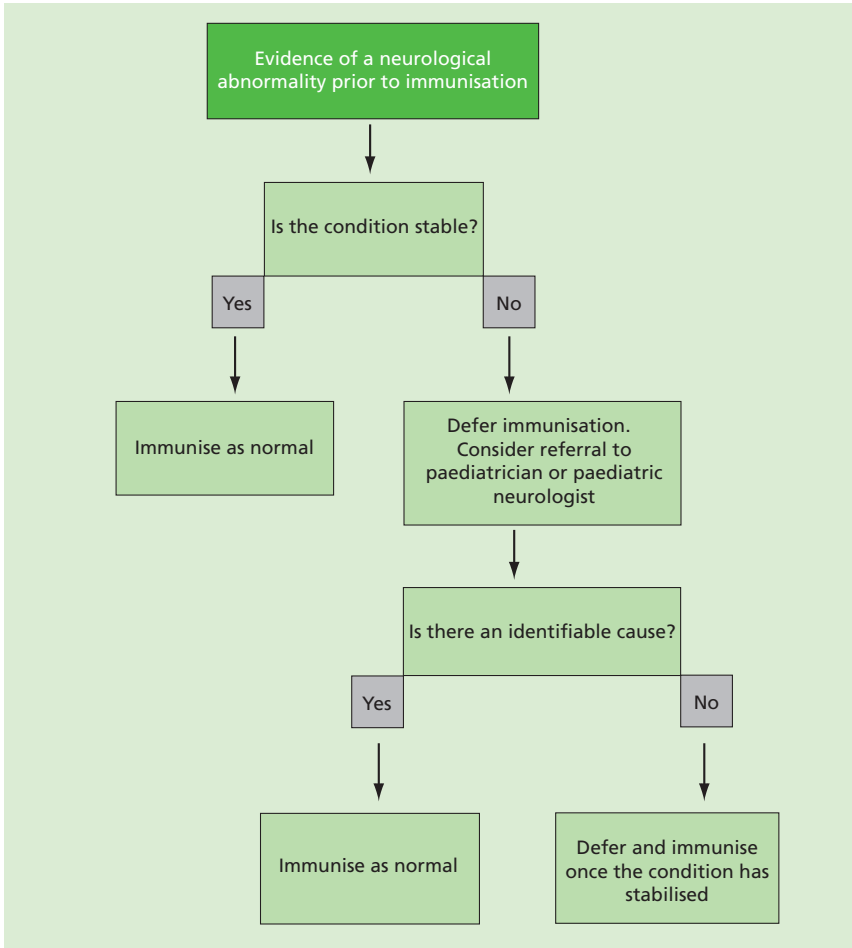 Evidence of a neurological
abnormality prior to immunisation
Is the condition stable?
Yes
No
Immunise as normal
Defer immunisation.
Consider referral to
paediatrician or paediatric
neurologist
Is there an identifiable cause?
Yes
No
Immunise as normal
Defer and immunise
once the condition has
stabilised